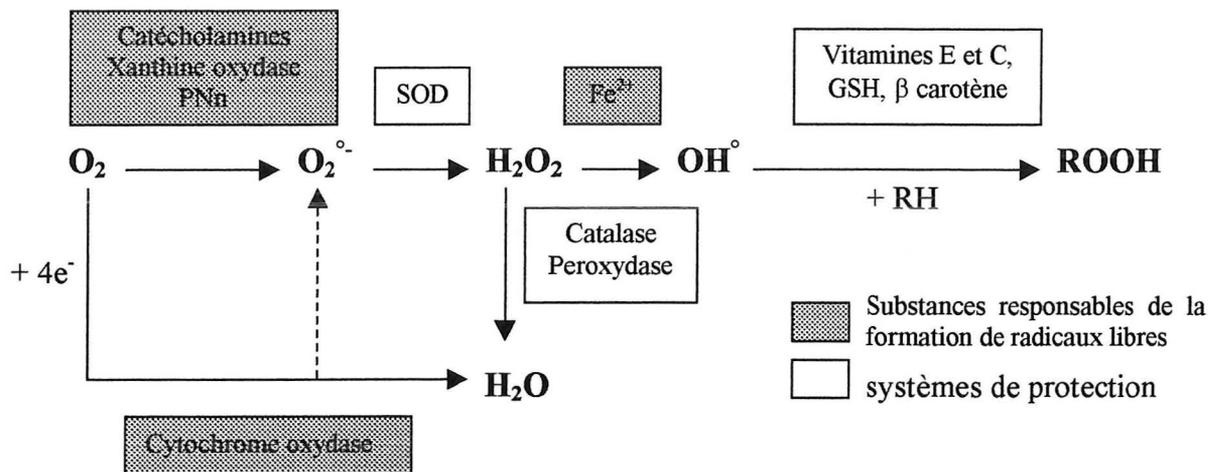 Catécholamines
Xanthine oxydase
PNn
SOD
Fe²⁺
Vitamines E et C,
GSH, β carotène
O₂
O₂°⁻
H₂O₂
OH°
ROOH
+ RH
+ 4e⁻
Catalase
Peroxydase
H₂O
Cytochrome oxydase
Substances responsables de la
formation de radicaux libres
systèmes de protection